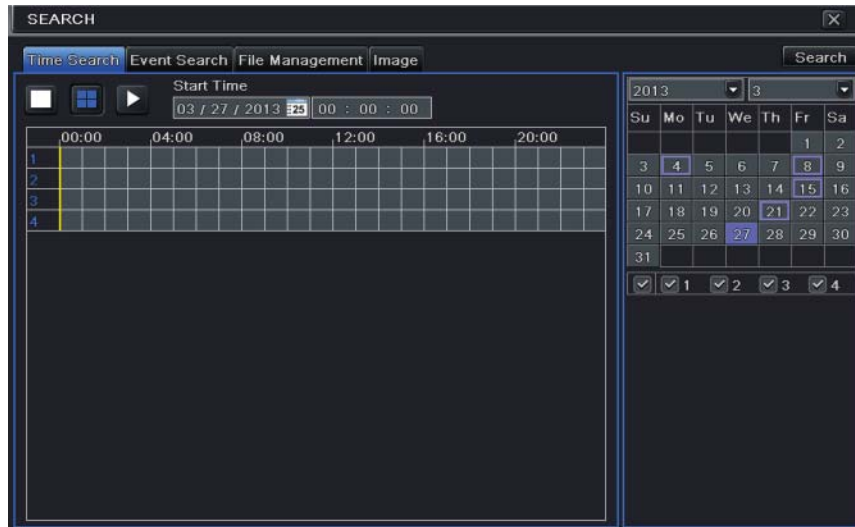 SEARCH
Time Search Event Search File Management Image Search
Start Time
03 / 27 / 2013 25 00 : 00 : 00
00:00 04:00 08:00 12:00 16:00 20:00
1
2
3
4
2013 3
Su Mo Tu We Th Fr Sa
1 2
3 4 5 6 7 8 9
10 11 12 13 14 15 16
17 18 19 20 21 22 23
24 25 26 27 28 29 30
31
1 2 3 4